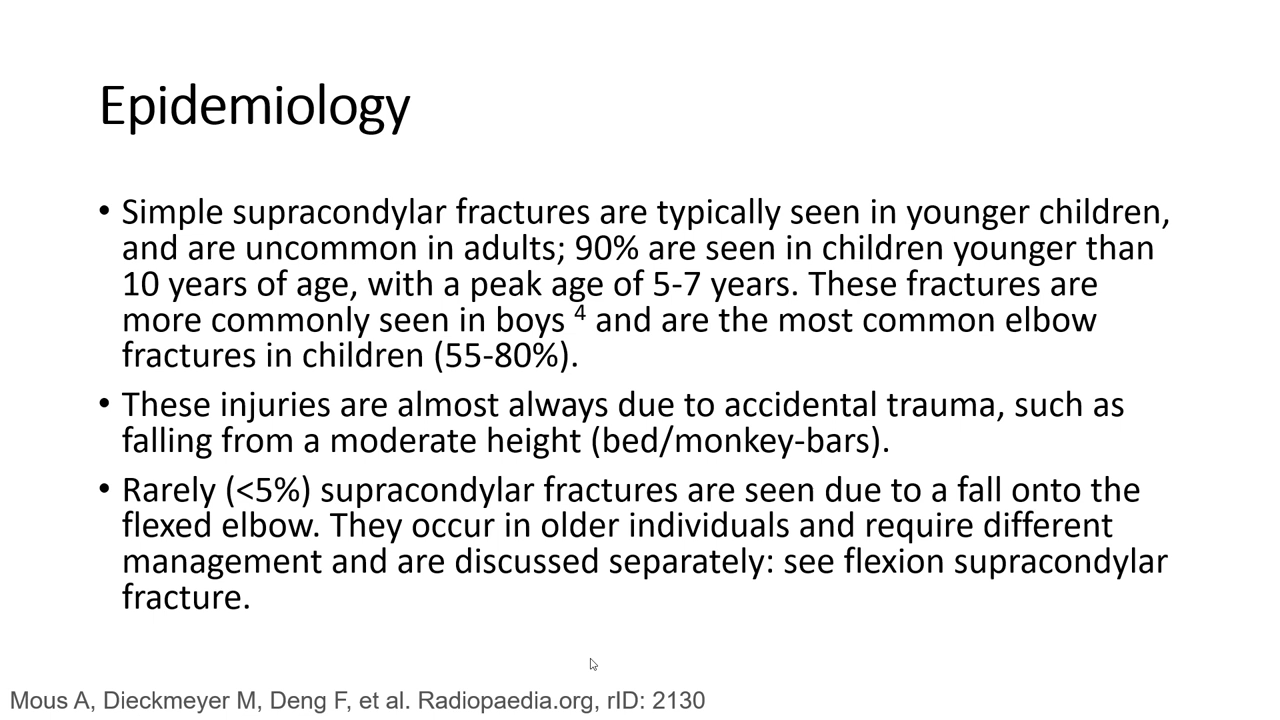 Epidemiology
• Simple supracondylar fractures are typically seen in younger children,
and are uncommon in adults; 90% are seen in children younger than
10 years of age, with a peak age of 5-7 years. These fractures are
more commonly seen in boys ⁴ and are the most common elbow
fractures in children (55-80%).
• These injuries are almost always due to accidental trauma, such as
falling from a moderate height (bed/monkey-bars).
• Rarely (<5%) supracondylar fractures are seen due to a fall onto the
flexed elbow. They occur in older individuals and require different
management and are discussed separately: see flexion supracondylar
fracture.
Mous A, Dieckmeyer M, Deng F, et al. Radiopaedia.org, rID: 2130